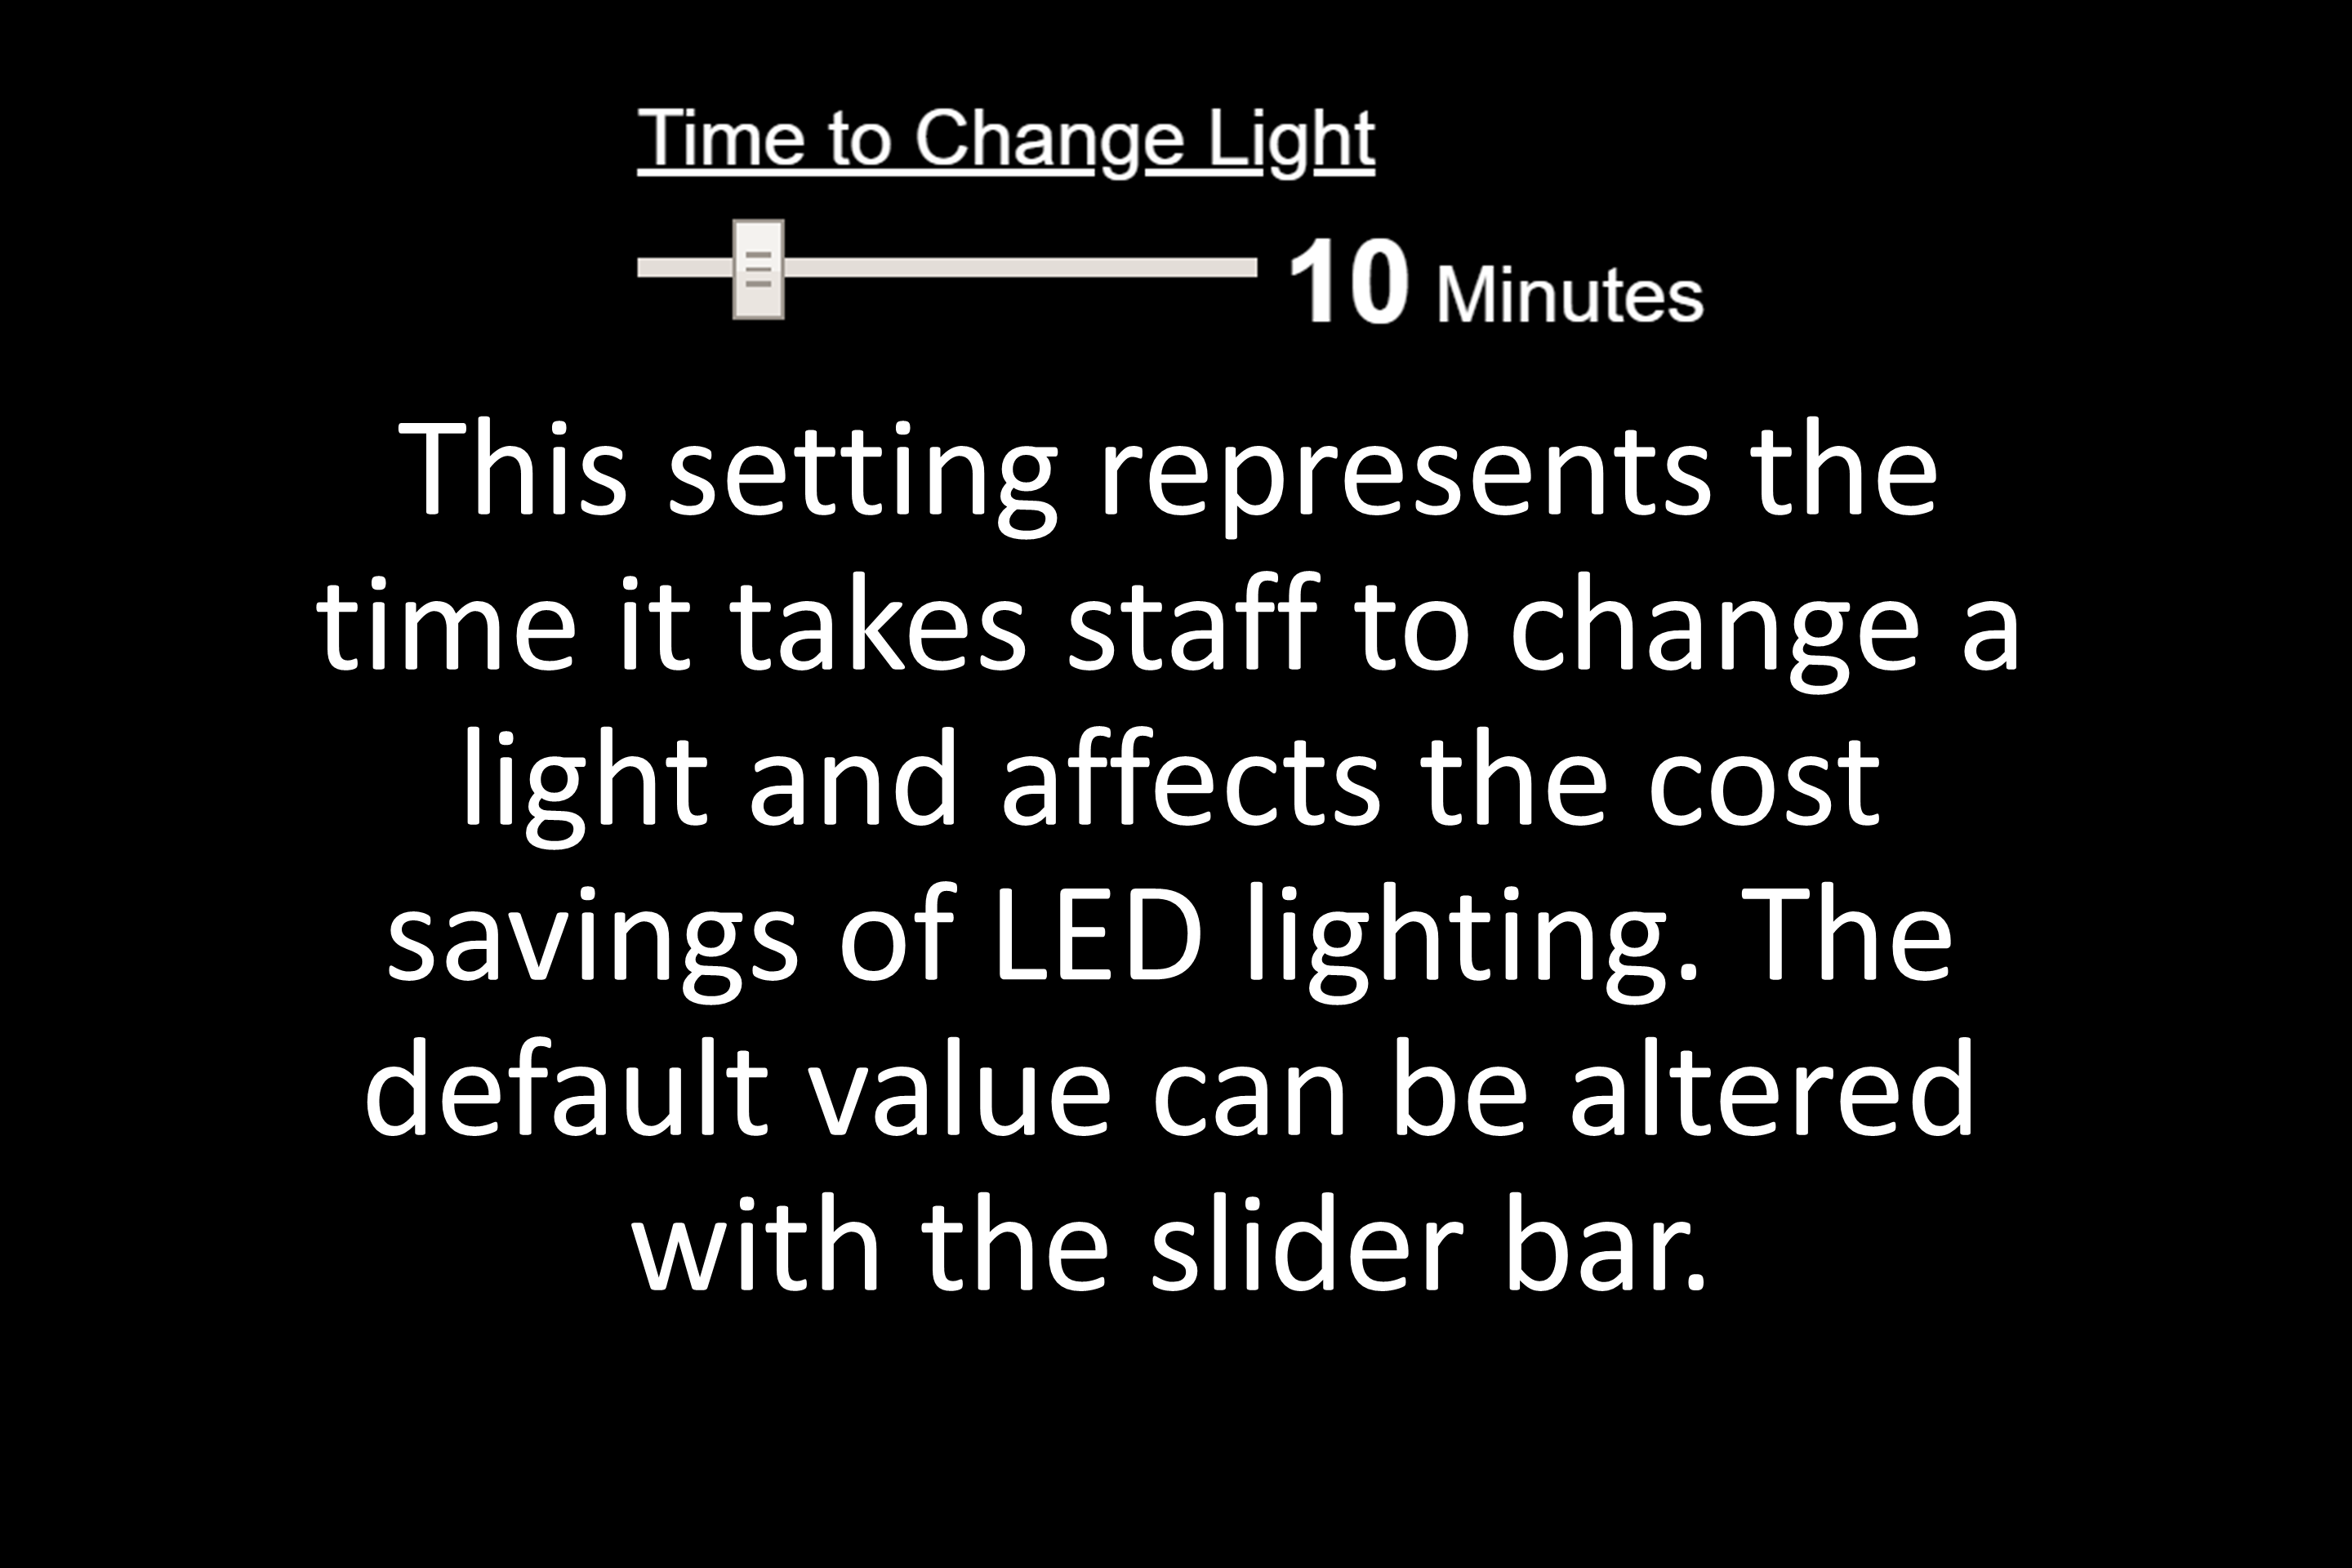 Time to Change Light
10 Minutes
This setting represents the
time it takes staff to change a
light and affects the cost
savings of LED lighting. The
default value can be altered
with the slider bar.